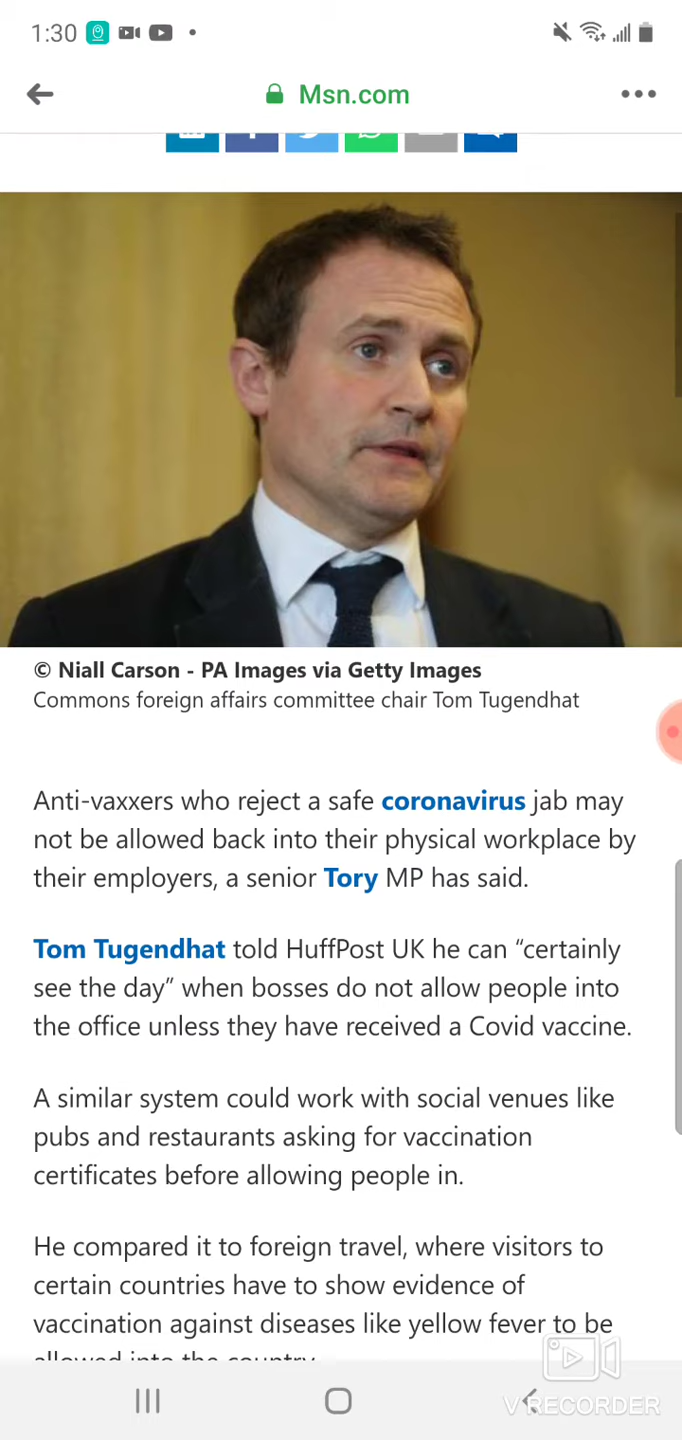 1:30
Msn.com
© Niall Carson - PA Images via Getty Images
Commons foreign affairs committee chair Tom Tugendhat
Anti-vaxxers who reject a safe coronavirus jab may
not be allowed back into their physical workplace by
their employers, a senior Tory MP has said.
Tom Tugendhat told HuffPost UK he can “certainly
see the day” when bosses do not allow people into
the office unless they have received a Covid vaccine.
A similar system could work with social venues like
pubs and restaurants asking for vaccination
certificates before allowing people in.
He compared it to foreign travel, where visitors to
certain countries have to show evidence of
vaccination against diseases like yellow fever to be
allowed into the country.
V RECORDER